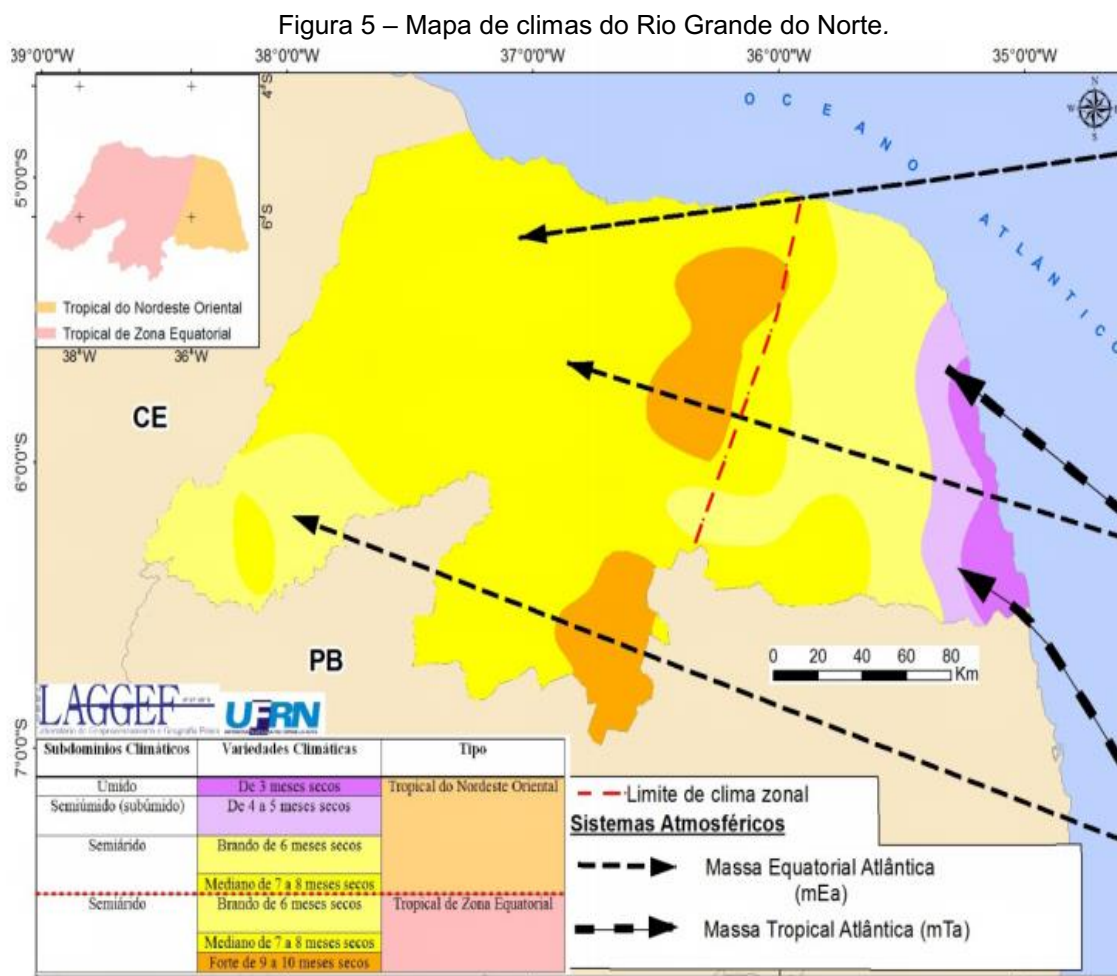 Figura 5 – Mapa de climas do Rio Grande do Norte.
39°0'0"W 38°0'0"W 37°0'0"W 36°0'0"W 35°0'0"W
4°S
5°0'0"S
6°S
6°0'0"S
7°0'0"S
Tropical do Nordeste Oriental
Tropical de Zona Equatorial
38°W 36°W
OCEANO
ATLÂNTICO
N
W
S
CE
PB
0 20 40 60 80
Km
LAGGEF
UFRN
Subdomínios Climáticos Variedades Climáticas Tipo
Úmido De 3 meses secos Tropical do Nordeste Oriental
Semiúmido (subúmido) De 4 a 5 meses secos
Semiárido Brando de 6 meses secos
Mediano de 7 a 8 meses secos
Semiárido Brando de 6 meses secos Tropical de Zona Equatorial
Mediano de 7 a 8 meses secos
Forte de 9 a 10 meses secos
Limite de clima zonal
Sistemas Atmosféricos
Massa Equatorial Atlântica
(mEa)
Massa Tropical Atlântica (mTa)